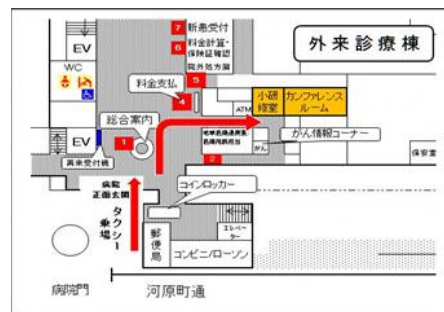 外来診療棟
7 新患受付
6 料金計算・
保険証確認
院外処方箋
5
EV
WC
料金支払
4
ATM
小研
修室
カンファレンス
ルーム
総合案内
1
EV
再来受付機
がん情報コーナー
がん
2
保安室
病院
正面玄関
タクシー
乗場
コインロッカー
郵便局
エレベーター
コンビニ/ローソン
病院門
河原町通